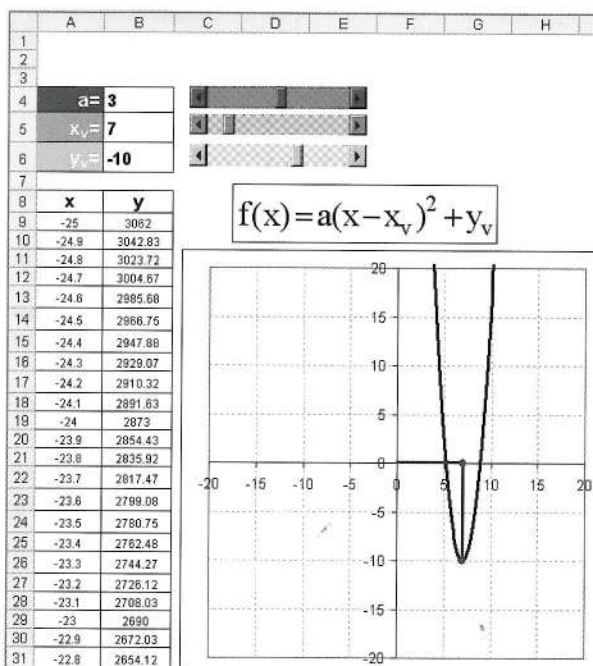 A B C D E F G H
1
2
3
4 a= 3
5 xᵥ= 7
6 yᵥ= -10
7
8 x y
f(x)=a(x-xᵥ)²+yᵥ
9 -25 3062
10 -24.9 3042.83
11 -24.8 3023.72
12 -24.7 3004.67
13 -24.6 2985.68
14 -24.5 2966.75
15 -24.4 2947.88
16 -24.3 2929.07
17 -24.2 2910.32
18 -24.1 2891.63
19 -24 2873
20 -23.9 2854.43
21 -23.8 2835.92
22 -23.7 2817.47
23 -23.6 2799.08
24 -23.5 2780.75
25 -23.4 2762.48
26 -23.3 2744.27
27 -23.2 2726.12
28 -23.1 2708.03
29 -23 2690
30 -22.9 2672.03
31 -22.8 2654.12
20
15
10
5
0
-20 -15 -10 -5 0 5 10 15 20
-5
-10
-15
-20